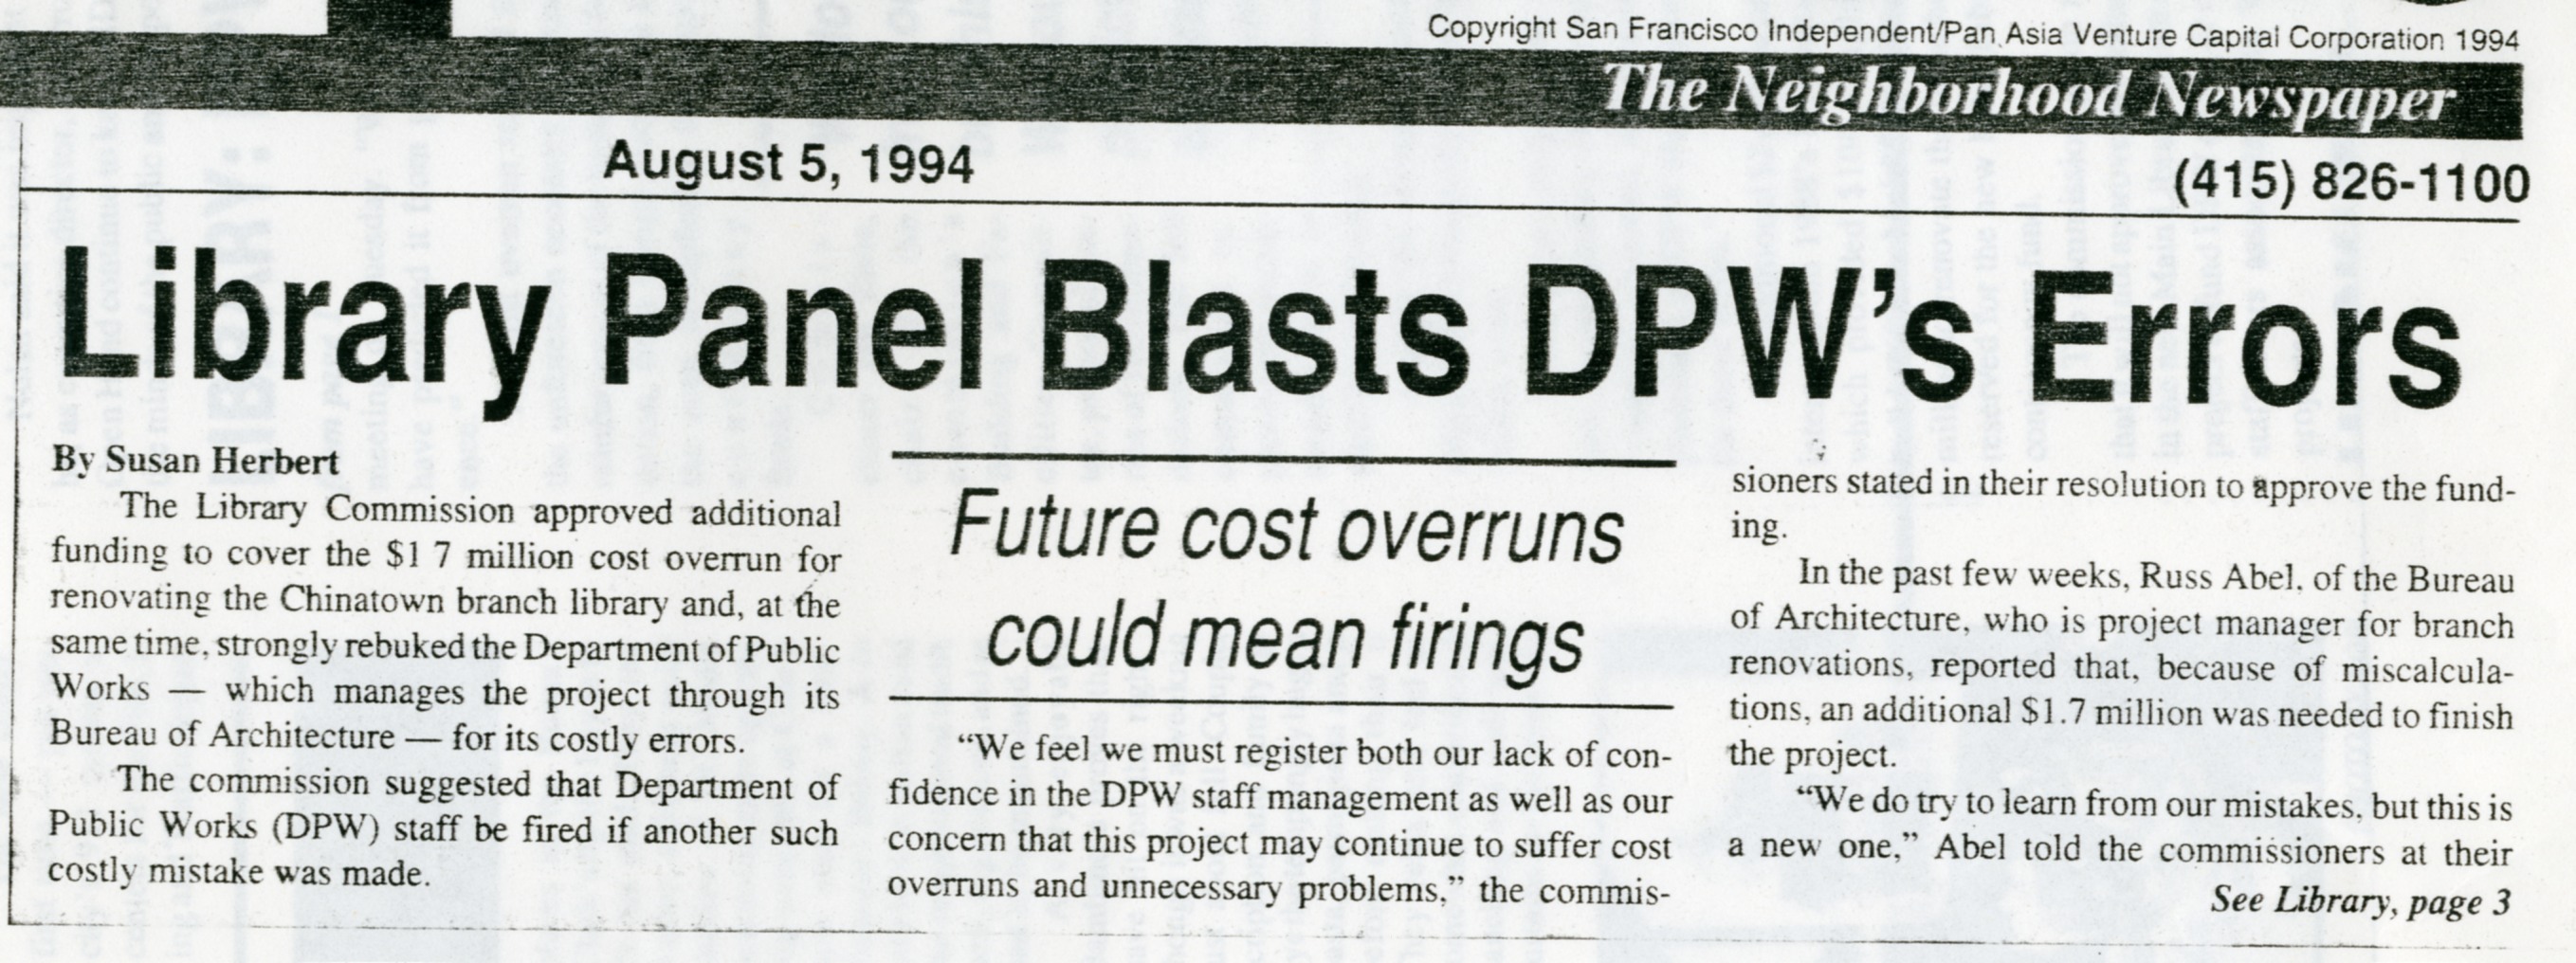 Copyright San Francisco Independent/Pan Asia Venture Capital Corporation 1994
The Neighborhood Newspaper
August 5, 1994
(415) 826-1100
Library Panel Blasts DPW's Errors
By Susan Herbert
The Library Commission approved additional
funding to cover the $1 7 million cost overrun for
renovating the Chinatown branch library and, at the
same time, strongly rebuked the Department of Public
Works — which manages the project through its
Bureau of Architecture — for its costly errors.
The commission suggested that Department of
Public Works (DPW) staff be fired if another such
costly mistake was made.
Future cost overruns
could mean firings
“We feel we must register both our lack of con-
fidence in the DPW staff management as well as our
concern that this project may continue to suffer cost
overruns and unnecessary problems,” the commis-
sioners stated in their resolution to approve the fund-
ing.
In the past few weeks, Russ Abel, of the Bureau
of Architecture, who is project manager for branch
renovations, reported that, because of miscalcula-
tions, an additional $1.7 million was needed to finish
the project.
“We do try to learn from our mistakes, but this is
a new one,” Abel told the commissioners at their
See Library, page 3